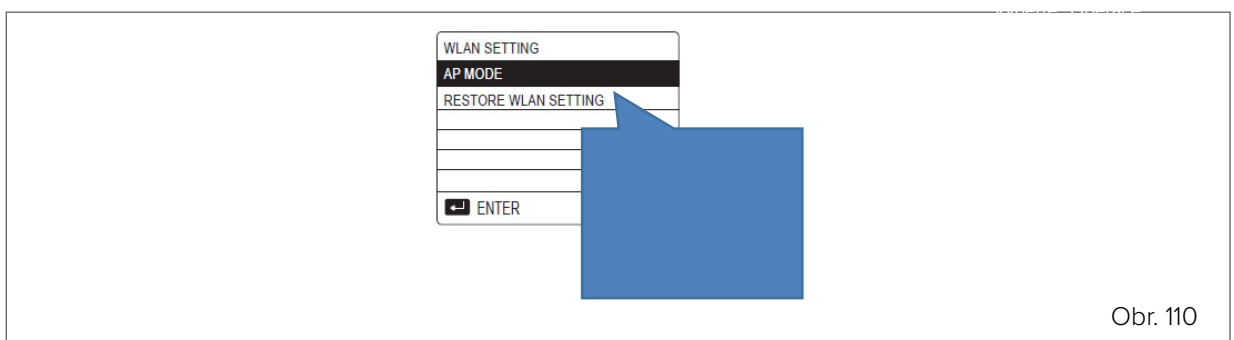 WLAN SETTING
AP MODE
RESTORE WLAN SETTING
ENTER
Obr. 110